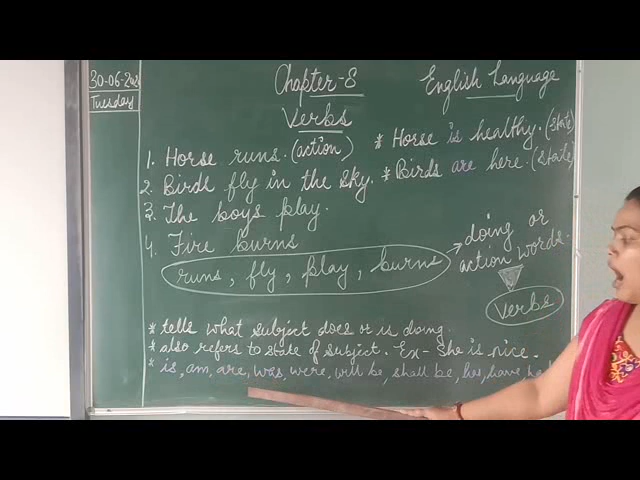 30-06-202
Tuesday
Chapter-8
English Language
Verbs
1. Horse runs. (action)
* Horse is healthy. (state)
2. Birds fly in the sky.
* Birds are here. (state)
3. The boys play.
4. Fire burns
runs, fly, play, burns
doing or
action words.
verbs
* tells what subject does or is doing.
* also refers to state of subject. Ex- She is nice.
* is, am, are, was, were, will be, shall be, has, have